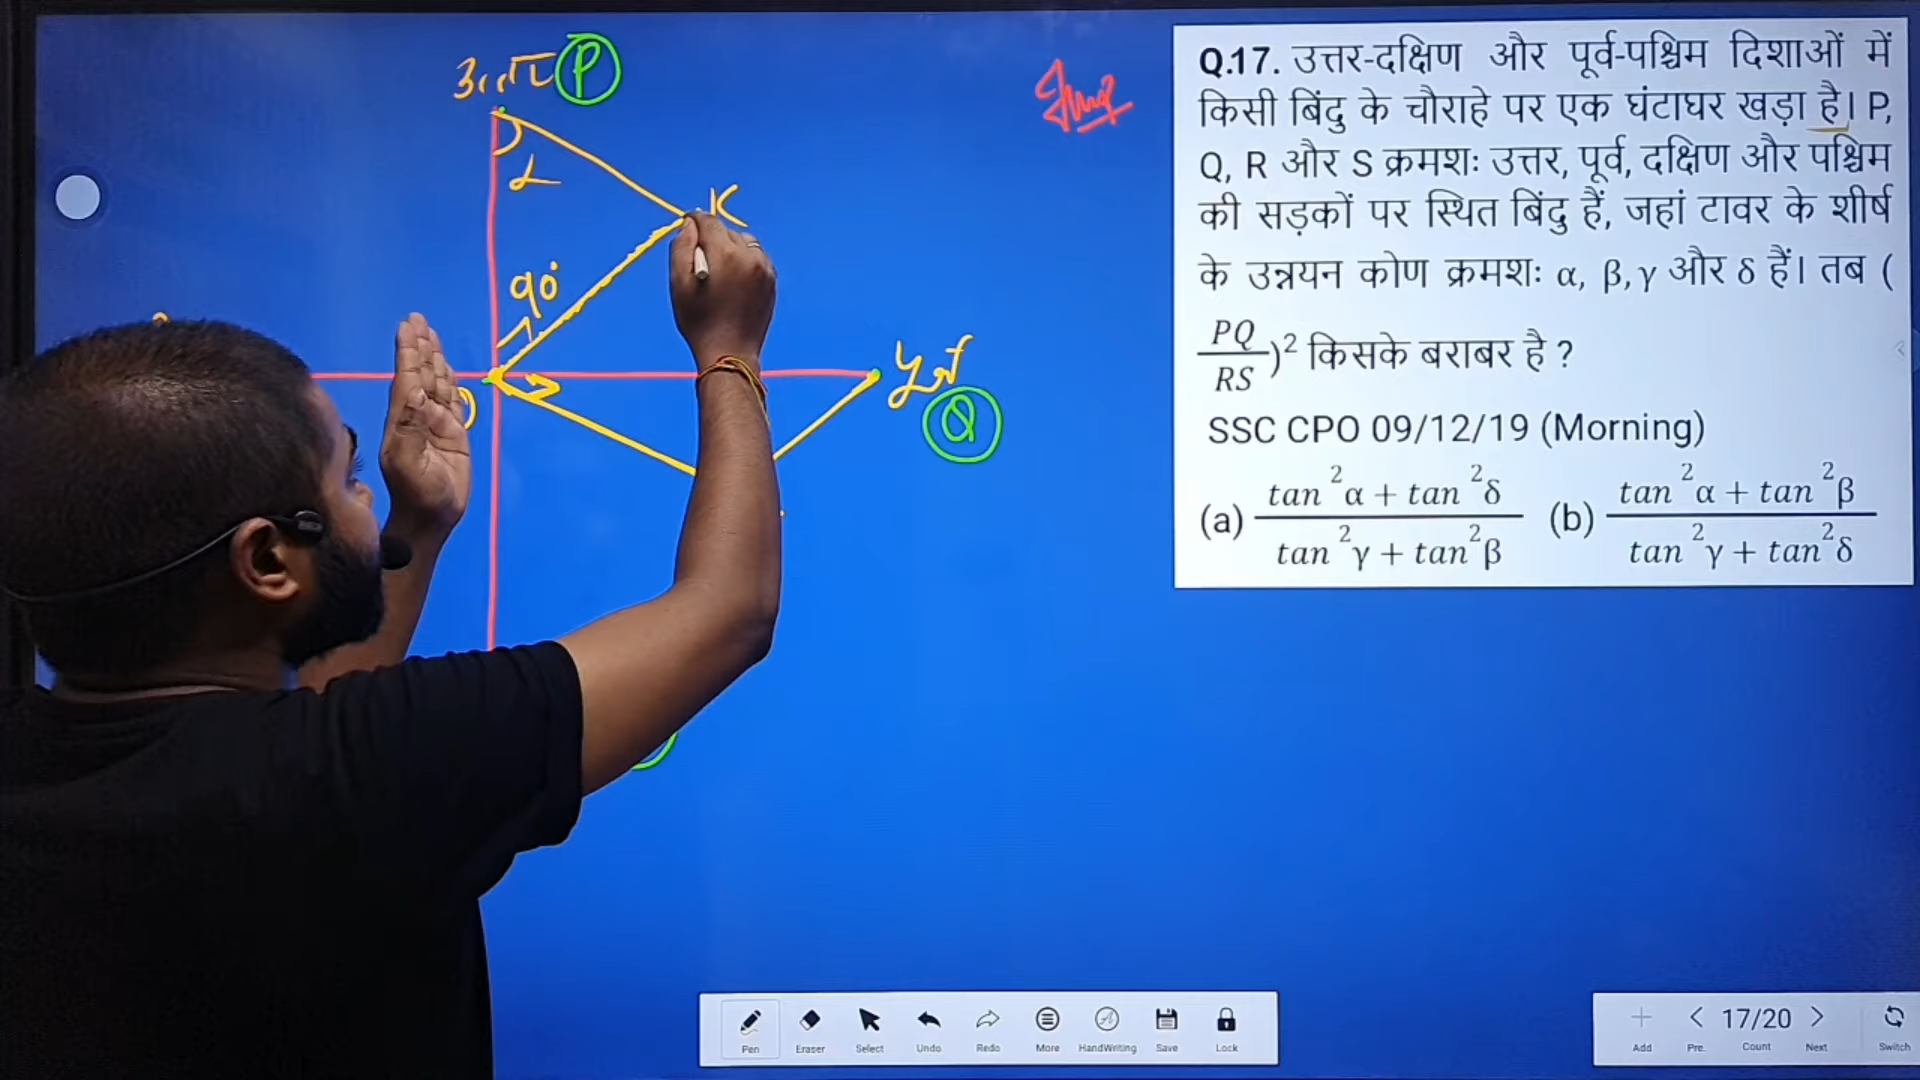 उत्तर P
Imp
α
K
90°
पूर्व
Q
Q.17. उत्तर-दक्षिण और पूर्व-पश्चिम दिशाओं में
किसी बिंदु के चौराहे पर एक घंटाघर खड़ा है। P,
Q, R और S क्रमशः उत्तर, पूर्व, दक्षिण और पश्चिम
की सड़कों पर स्थित बिंदु हैं, जहां टावर के शीर्ष
के उन्नयन कोण क्रमशः α, β, γ और δ हैं। तब (
PQ
RS )² किसके बराबर है ?
SSC CPO 09/12/19 (Morning)
(a) tan²α + tan²δ / tan²γ + tan²β (b) tan²α + tan²β / tan²γ + tan²δ
Pen Eraser Select Undo Redo More HandWriting Save Lock
17/20
Add Pre. Count Next Switch